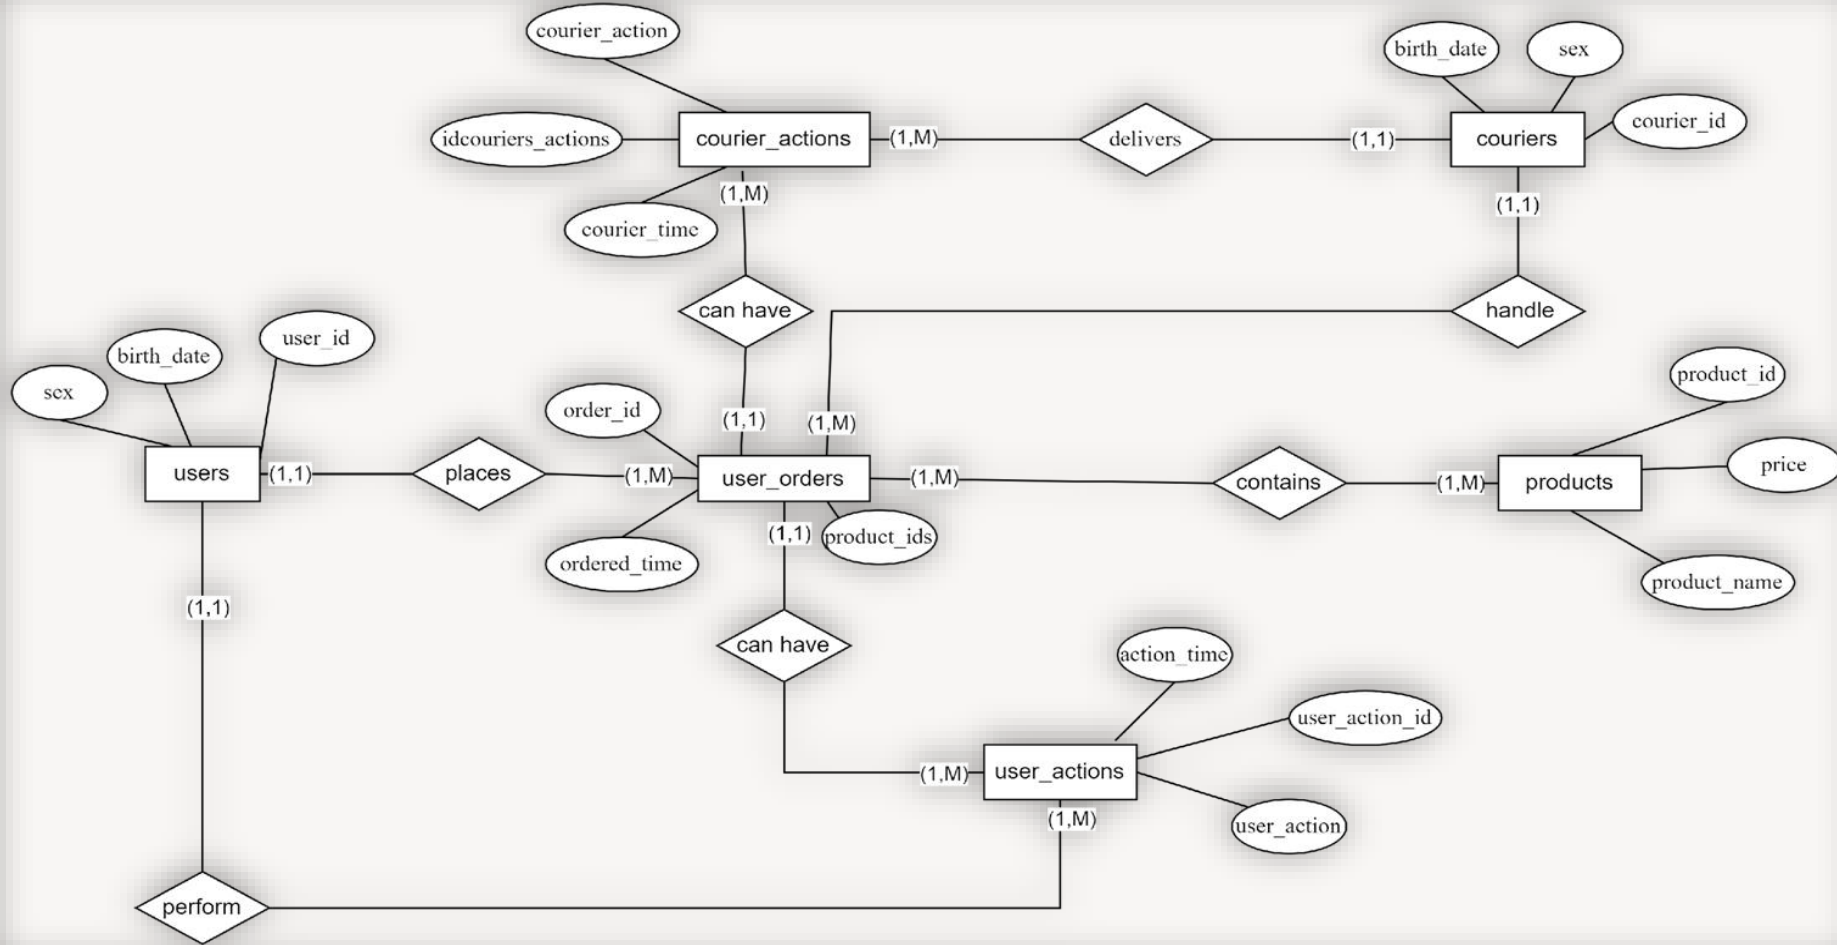 courier_action
birth_date
sex
courier_id
idcouriers_actions
courier_actions
(1,M)
delivers
(1,1)
couriers
(1,M)
(1,1)
courier_time
can have
handle
user_id
birth_date
sex
product_id
order_id
(1,1)
(1,M)
users
(1,1)
places
(1,M)
user_orders
(1,M)
contains
(1,M)
products
price
(1,1)
product_ids
ordered_time
product_name
(1,1)
can have
action_time
user_action_id
(1,M)
user_actions
(1,M)
user_action
perform